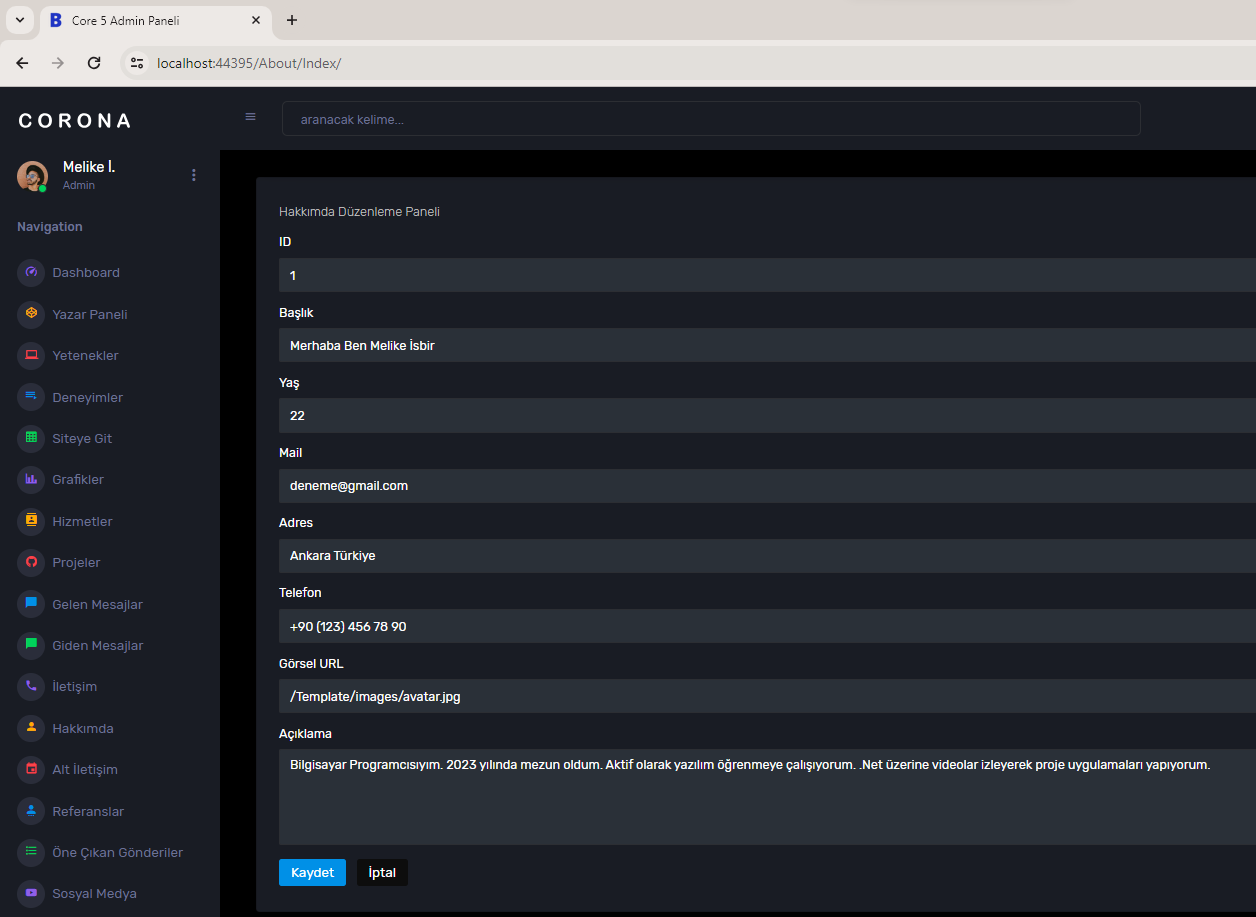 Core 5 Admin Paneli
localhost:44395/About/Index/
CORONA
aranacak kelime...
Melike İ.
Admin
Navigation
Dashboard
Yazar Paneli
Yetenekler
Deneyimler
Siteye Git
Grafikler
Hizmetler
Projeler
Gelen Mesajlar
Giden Mesajlar
İletişim
Hakkımda
Alt İletişim
Referanslar
Öne Çıkan Gönderiler
Sosyal Medya
Hakkımda Düzenleme Paneli
ID
1
Başlık
Merhaba Ben Melike İsbir
Yaş
22
Mail
deneme@gmail.com
Adres
Ankara Türkiye
Telefon
+90 (123) 456 78 90
Görsel URL
/Template/images/avatar.jpg
Açıklama
Bilgisayar Programcısıyım. 2023 yılında mezun oldum. Aktif olarak yazılım öğrenmeye çalışıyorum. .Net üzerine videolar izleyerek proje uygulamaları yapıyorum.
Kaydet
İptal